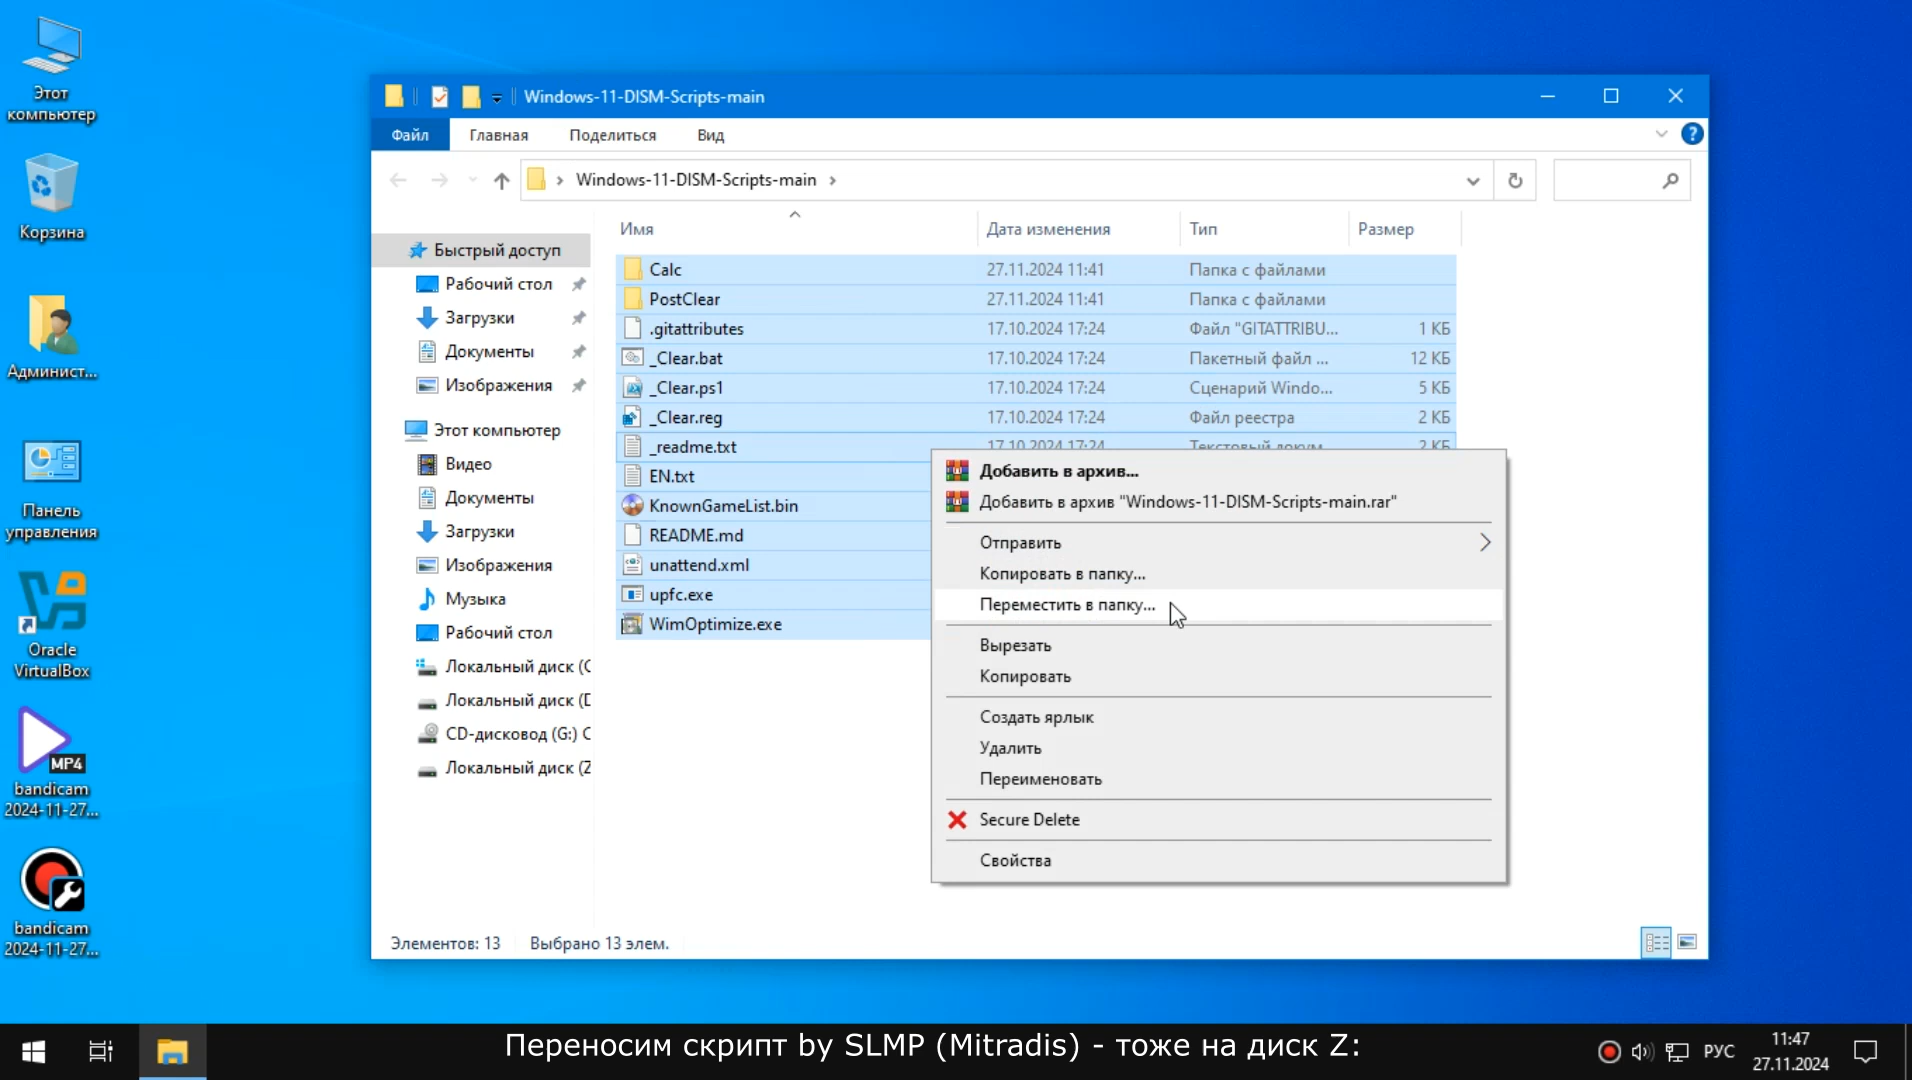 Этот
компьютер
Корзина
Админист...
Панель
управления
Oracle
VirtualBox
MP4
bandicam
2024-11-27...
bandicam
2024-11-27...
Windows-11-DISM-Scripts-main
Файл Главная Поделиться Вид
?
Windows-11-DISM-Scripts-main
Имя Дата изменения Тип Размер
Быстрый доступ
Рабочий стол
Загрузки
Документы
Изображения
Этот компьютер
Видео
Документы
Загрузки
Изображения
Музыка
Рабочий стол
Локальный диск (C
Локальный диск (D
CD-дисковод (G:) C
Локальный диск (Z
Calc 27.11.2024 11:41 Папка с файлами
PostClear 27.11.2024 11:41 Папка с файлами
.gitattributes 17.10.2024 17:24 Файл "GITATTRIBU... 1 КБ
_Clear.bat 17.10.2024 17:24 Пакетный файл ... 12 КБ
_Clear.ps1 17.10.2024 17:24 Сценарий Windo... 5 КБ
_Clear.reg 17.10.2024 17:24 Файл реестра 2 КБ
_readme.txt 17.10.2024 17:24 Текстовый докум... 2 КБ
EN.txt
KnownGameList.bin
README.md
unattend.xml
upfc.exe
WimOptimize.exe
Добавить в архив...
Добавить в архив "Windows-11-DISM-Scripts-main.rar"
Отправить
Копировать в папку...
Переместить в папку...
Вырезать
Копировать
Создать ярлык
Удалить
Переименовать
Secure Delete
Свойства
Элементов: 13 Выбрано 13 элем.
Переносим скрипт by SLMP (Mitradis) - тоже на диск Z:
РУС
11:47
27.11.2024